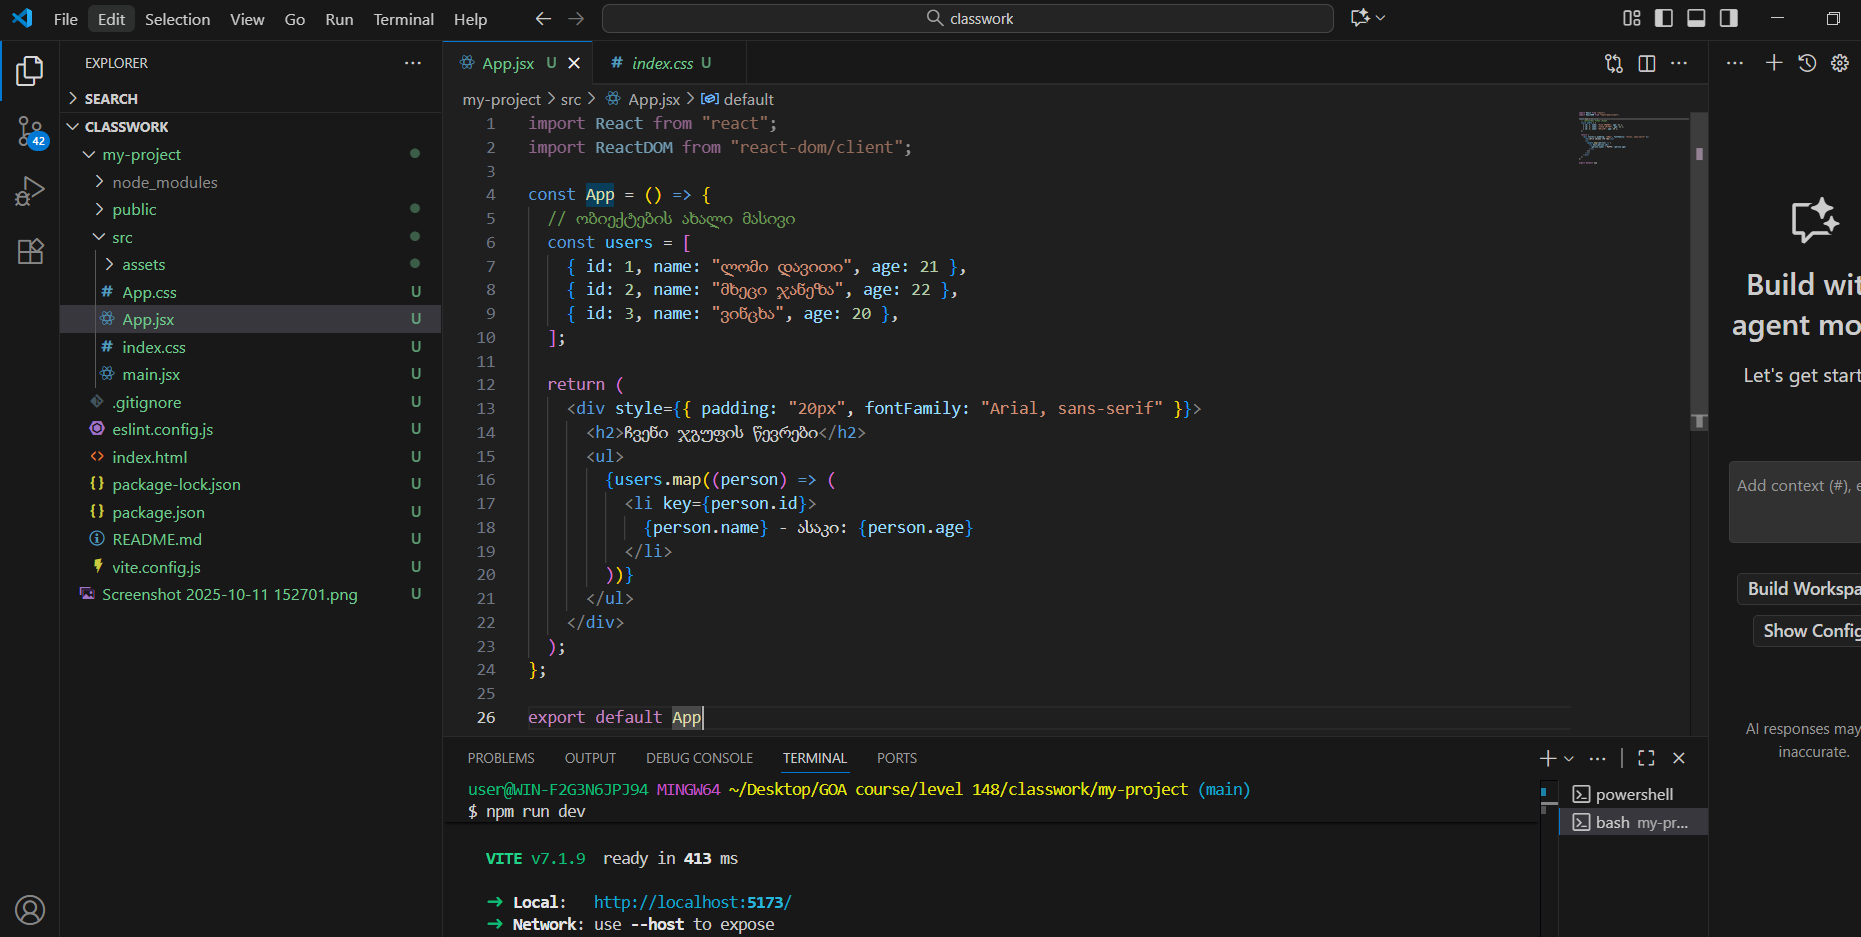 File Edit Selection View Go Run Terminal Help
classwork
EXPLORER
SEARCH
CLASSWORK
my-project
node_modules
public
src
assets
App.css U
App.jsx U
index.css U
main.jsx U
.gitignore U
eslint.config.js U
index.html U
package-lock.json U
package.json U
README.md U
vite.config.js U
Screenshot 2025-10-11 152701.png U
42
App.jsx U
index.css U
my-project > src > App.jsx > default
1 import React from "react";
2 import ReactDOM from "react-dom/client";
3
4 const App = () => {
5 // ობიექტების ახალი მასივი
6 const users = [
7 { id: 1, name: "ლომი დავითი", age: 21 },
8 { id: 2, name: "მხეცი ჯანეზა", age: 22 },
9 { id: 3, name: "ვინცხა", age: 20 },
10 ];
11
12 return (
13 <div style={{ padding: "20px", fontFamily: "Arial, sans-serif" }}>
14 <h2>ჩვენი ჯგუფის წევრები</h2>
15 <ul>
16 {users.map((person) => (
17 <li key={person.id}>
18 {person.name} - ასაკი: {person.age}
19 </li>
20 ))}
21 </ul>
22 </div>
23 );
24 };
25
26 export default App
PROBLEMS OUTPUT DEBUG CONSOLE TERMINAL PORTS
user@WIN-F2G3N6JPJ94 MINGW64 ~/Desktop/GOA course/level 148/classwork/my-project (main)
$ npm run dev
VITE v7.1.9 ready in 413 ms
➜ Local: http://localhost:5173/
➜ Network: use --host to expose
powershell
bash my-pr...
Build wit
agent mo
Let's get start
Add context (#), e
Build Workspa
Show Config
AI responses may
inaccurate.